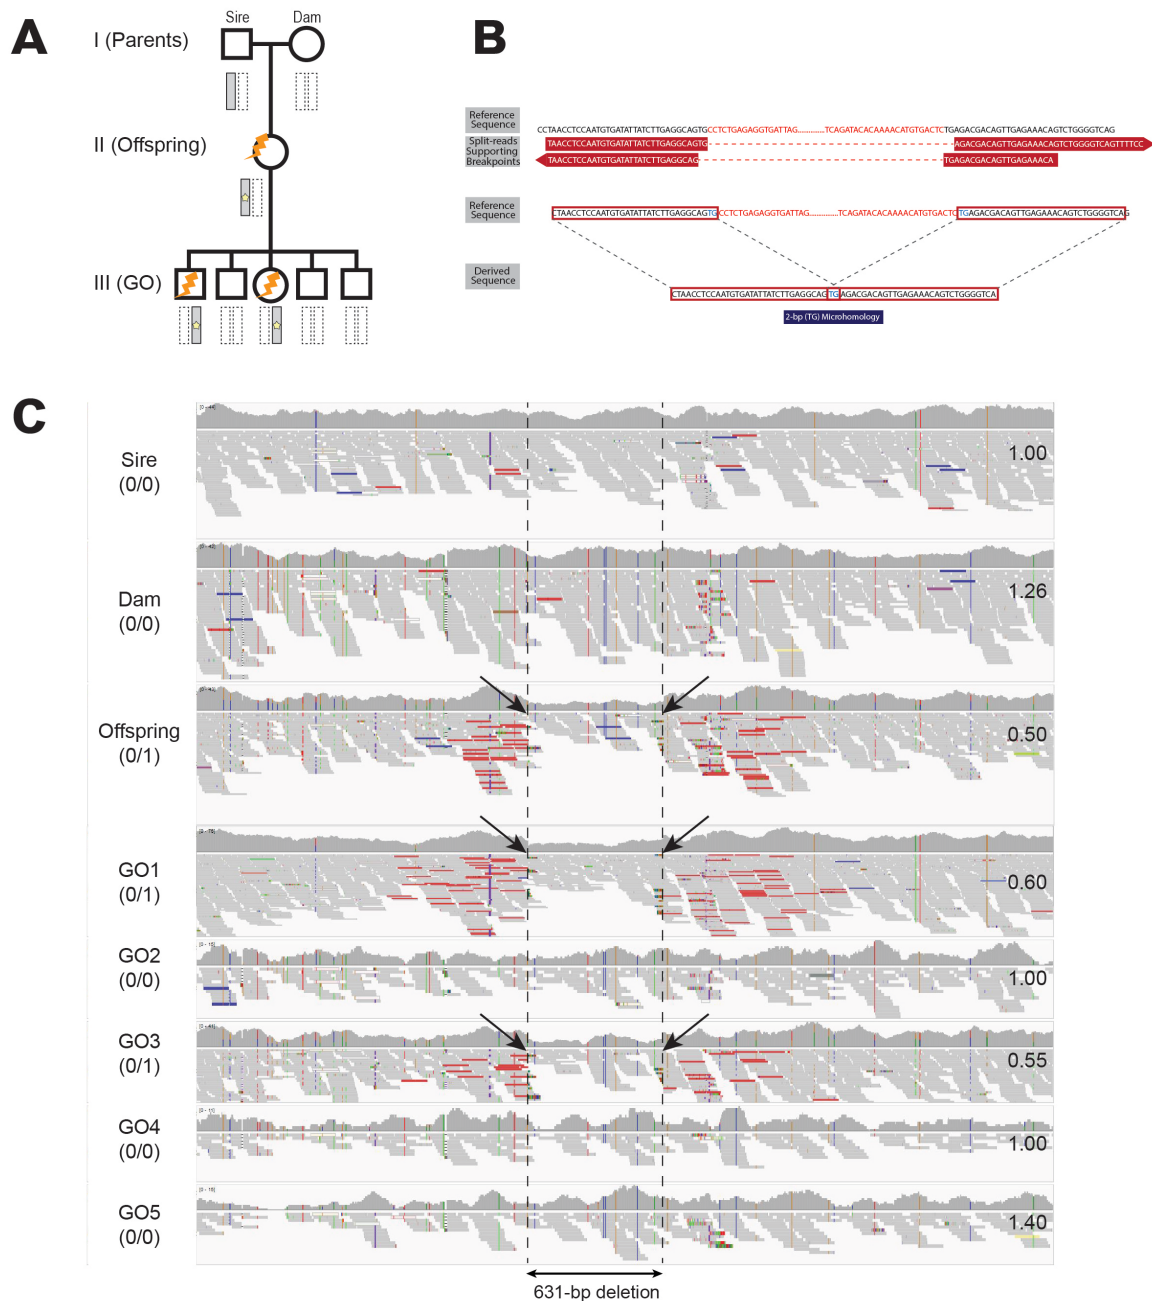 A
I (Parents)
Sire
Dam
II (Offspring)
III (GO)
B
Reference
Sequence
CCTAACCTCCAATGTGATATTATCTTGAGGCAGTGCCTCTGAGAGGTGATTAG.............TCAGATACACAAAACATGTGACTCTGAGACGACAGTTGAGAAACAGTCTGGGGTCAG
Split-reads
Supporting
Breakpoints
TAACCTCCAATGTGATATTATCTTGAGGCAGTG
AGACGACAGTTGAGAAACAGTCTGGGGTCAGTTTTCC
TAACCTCCAATGTGATATTATCTTGAGGCAG
TGAGACGACAGTTGAGAAACA
Reference
Sequence
CTAACCTCCAATGTGATATTATCTTGAGGCAGTGCCTCTGAGAGGTGATTAG.............TCAGATACACAAAACATGTGACTCTGAGACGACAGTTGAGAAACAGTCTGGGGTCAG
Derived
Sequence
CTAACCTCCAATGTGATATTATCTTGAGGCAGTGAGACGACAGTTGAGAAACAGTCTGGGGTCA
2-bp (TG) Microhomology
C
Sire
(0/0)
1.00
Dam
(0/0)
1.26
Offspring
(0/1)
0.50
GO1
(0/1)
0.60
GO2
(0/0)
1.00
GO3
(0/1)
0.55
GO4
(0/0)
1.00
GO5
(0/0)
1.40
631-bp deletion